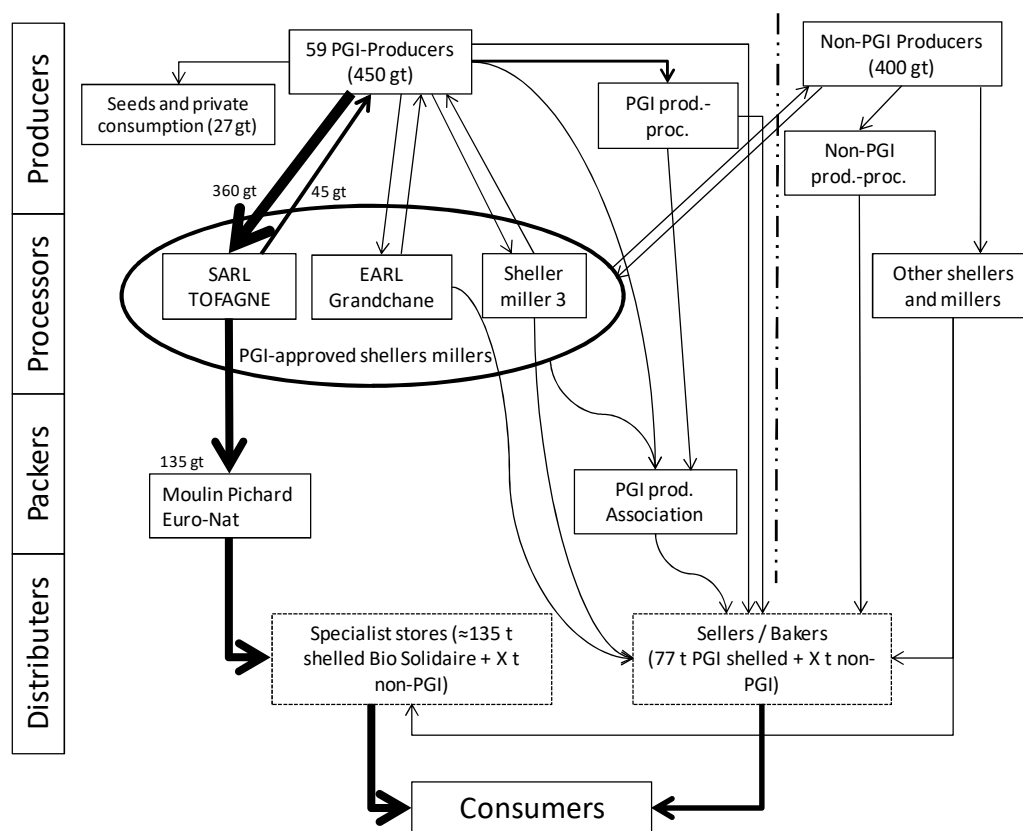 Producers
Processors
Packers
Distributers
59 PGI-Producers
(450 gt)
Non-PGI Producers
(400 gt)
Seeds and private
consumption (27 gt)
PGI prod.-
proc.
Non-PGI
prod.-proc.
360 gt
45 gt
SARL
TOFAGNE
EARL
Grandchane
Sheller
miller 3
Other shellers
and millers
PGI-approved shellers millers
135 gt
Moulin Pichard
Euro-Nat
PGI prod.
Association
Specialist stores (≈135 t
shelled Bio Solidaire + X t
non-PGI)
Sellers / Bakers
(77 t PGI shelled + X t non-
PGI)
Consumers